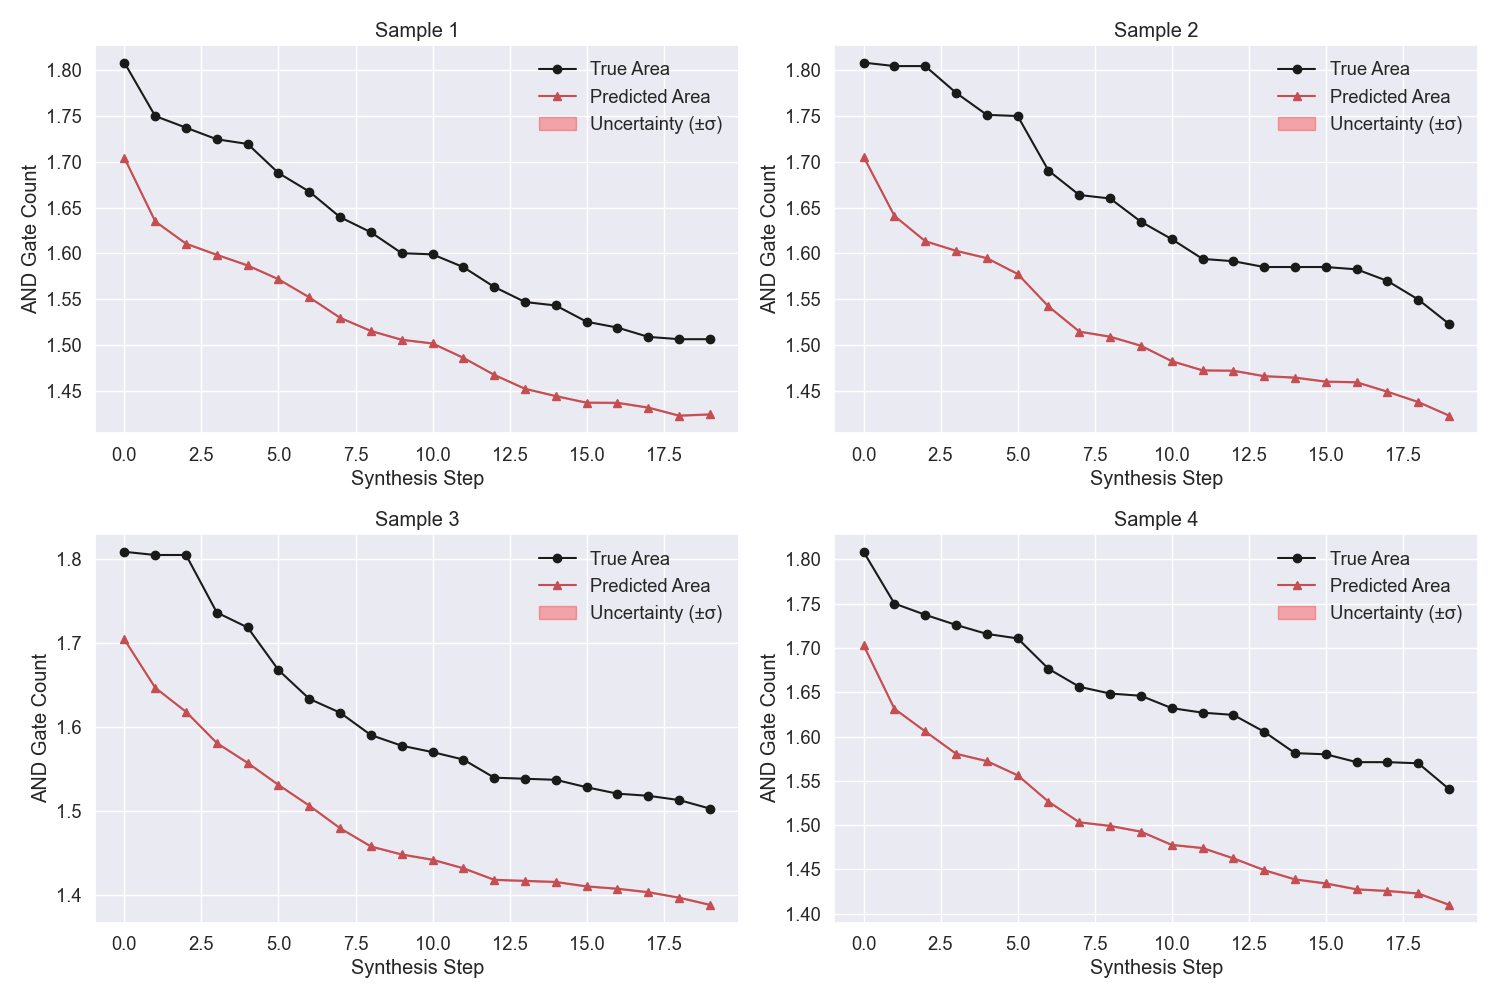 Sample 1
True Area
Predicted Area
Uncertainty (±σ)
AND Gate Count
1.80
1.75
1.70
1.65
1.60
1.55
1.50
1.45
0.0 2.5 5.0 7.5 10.0 12.5 15.0 17.5
Synthesis Step
Sample 2
True Area
Predicted Area
Uncertainty (±σ)
AND Gate Count
1.80
1.75
1.70
1.65
1.60
1.55
1.50
1.45
0.0 2.5 5.0 7.5 10.0 12.5 15.0 17.5
Synthesis Step
Sample 3
True Area
Predicted Area
Uncertainty (±σ)
AND Gate Count
1.8
1.7
1.6
1.5
1.4
0.0 2.5 5.0 7.5 10.0 12.5 15.0 17.5
Synthesis Step
Sample 4
True Area
Predicted Area
Uncertainty (±σ)
AND Gate Count
1.80
1.75
1.70
1.65
1.60
1.55
1.50
1.45
1.40
0.0 2.5 5.0 7.5 10.0 12.5 15.0 17.5
Synthesis Step